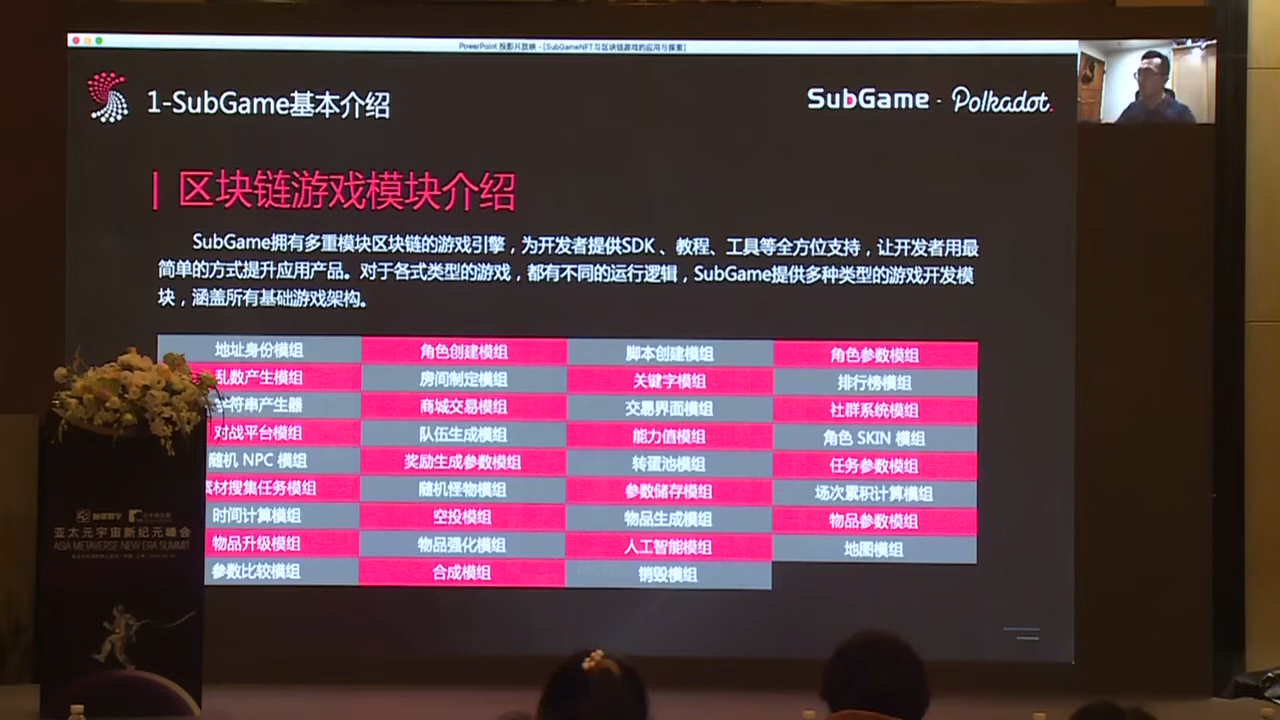 PowerPoint 投影片放映 - [SubGameNFT与区块链游戏的应用与探索]
1-SubGame基本介绍
SubGame · Polkadot.
区块链游戏模块介绍
SubGame拥有多重模块区块链的游戏引擎，为开发者提供SDK、教程、工具等全方位支持，让开发者用最
简单的方式提升应用产品。对于各式类型的游戏，都有不同的运行逻辑，SubGame提供多种类型的游戏开发模
块，涵盖所有基础游戏架构。
地址身份模组 角色创建模组 脚本创建模组 角色参数模组
乱数产生模组 房间制定模组 关键字模组 排行榜模组
字符串产生器 商城交易模组 交易界面模组 社群系统模组
对战平台模组 队伍生成模组 能力值模组 角色 SKIN 模组
随机 NPC 模组 奖励生成参数模组 转蛋池模组 任务参数模组
素材搜集任务模组 随机怪物模组 参数储存模组 场次累积计算模组
时间计算模组 空投模组 物品生成模组 物品参数模组
物品升级模组 物品强化模组 人工智能模组 地图模组
参数比较模组 合成模组 销毁模组
亚太元宇宙新纪元峰会
ASIA METAVERSE NEW ERA SUMMIT